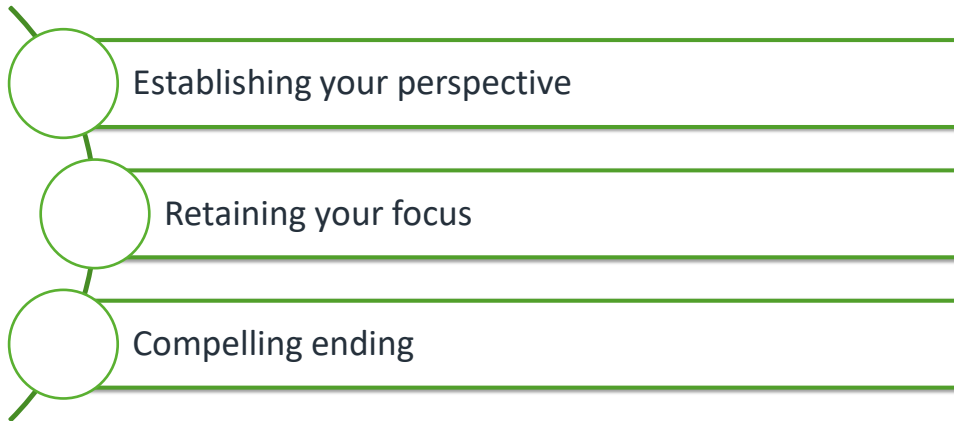 Establishing your perspective
Retaining your focus
Compelling ending